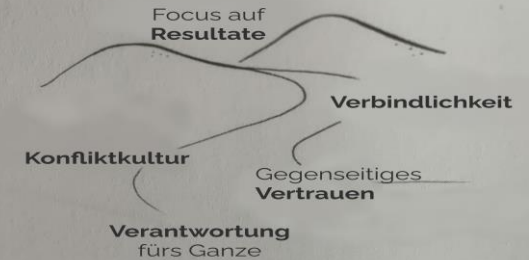 Focus auf
Resultate
Verbindlichkeit
Konfliktkultur
Gegenseitiges
Vertrauen
Verantwortung
fürs Ganze